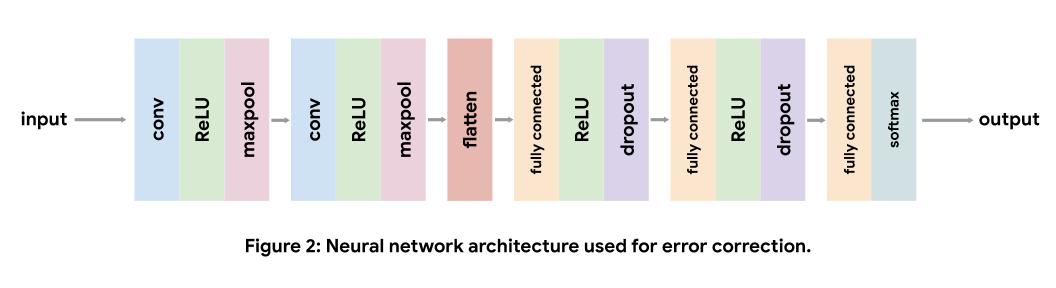 input
conv
ReLU
maxpool
conv
ReLU
maxpool
flatten
fully connected
ReLU
dropout
fully connected
ReLU
dropout
fully connected
softmax
output
Figure 2: Neural network architecture used for error correction.